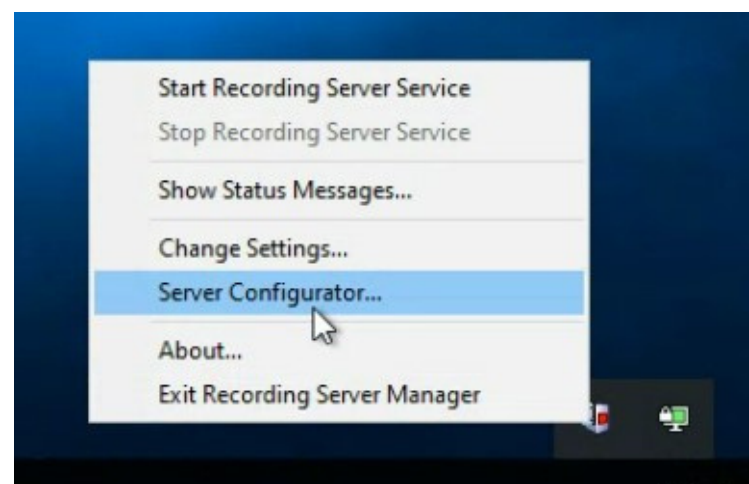 Start Recording Server Service
Stop Recording Server Service
Show Status Messages...
Change Settings...
Server Configurator...
About...
Exit Recording Server Manager